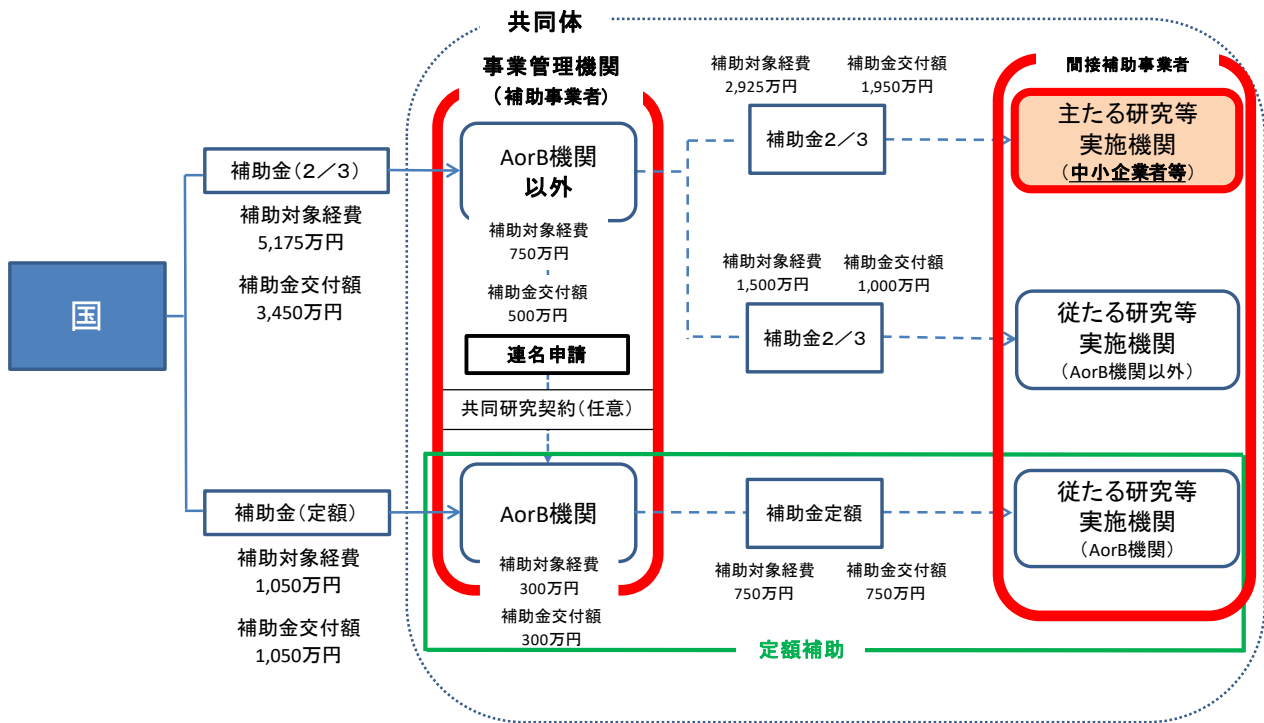 共同体
事業管理機関
（補助事業者）
AorB機関
以外
補助対象経費
750万円
補助金交付額
500万円
連名申請
共同研究契約（任意）
AorB機関
補助対象経費
300万円
補助金交付額
300万円
国
補助金（２／３）
補助対象経費
5,175万円
補助金交付額
3,450万円
補助金（定額）
補助対象経費
1,050万円
補助金交付額
1,050万円
補助対象経費
2,925万円
補助金交付額
1,950万円
補助金２／３
補助対象経費
1,500万円
補助金交付額
1,000万円
補助金２／３
補助金定額
補助対象経費
750万円
補助金交付額
750万円
定額補助
間接補助事業者
主たる研究等
実施機関
（中小企業者等）
従たる研究等
実施機関
（AorB機関以外）
従たる研究等
実施機関
（AorB機関）